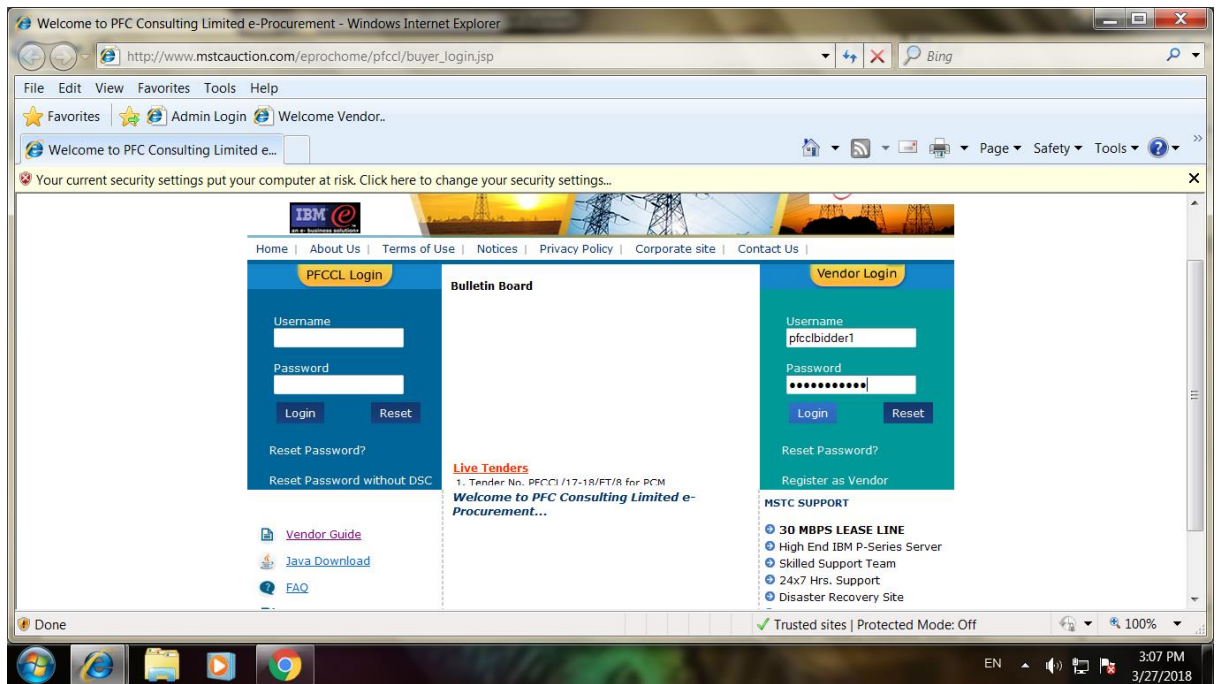 Welcome to PFC Consulting Limited e-Procurement - Windows Internet Explorer
http://www.mstcauction.com/eprochome/pfccl/buyer_login.jsp
Bing
File Edit View Favorites Tools Help
Favorites Admin Login Welcome Vendor..
Welcome to PFC Consulting Limited e...
Page Safety Tools
Your current security settings put your computer at risk. Click here to change your security settings...
IBM e
an e-business solution
Home | About Us | Terms of Use | Notices | Privacy Policy | Corporate site | Contact Us |
PFCCL Login
Username
Password
Login Reset
Reset Password?
Reset Password without DSC
Bulletin Board
Live Tenders
1. Tender No. PFCCL/17-18/ET/8 for PCM
Welcome to PFC Consulting Limited e-
Procurement...
Vendor Login
Username
pfcclbidder1
Password
Login Reset
Reset Password?
Register as Vendor
Vendor Guide
Java Download
FAQ
MSTC SUPPORT
30 MBPS LEASE LINE
High End IBM P-Series Server
Skilled Support Team
24x7 Hrs. Support
Disaster Recovery Site
Done
Trusted sites | Protected Mode: Off
100%
EN
3:07 PM
3/27/2018